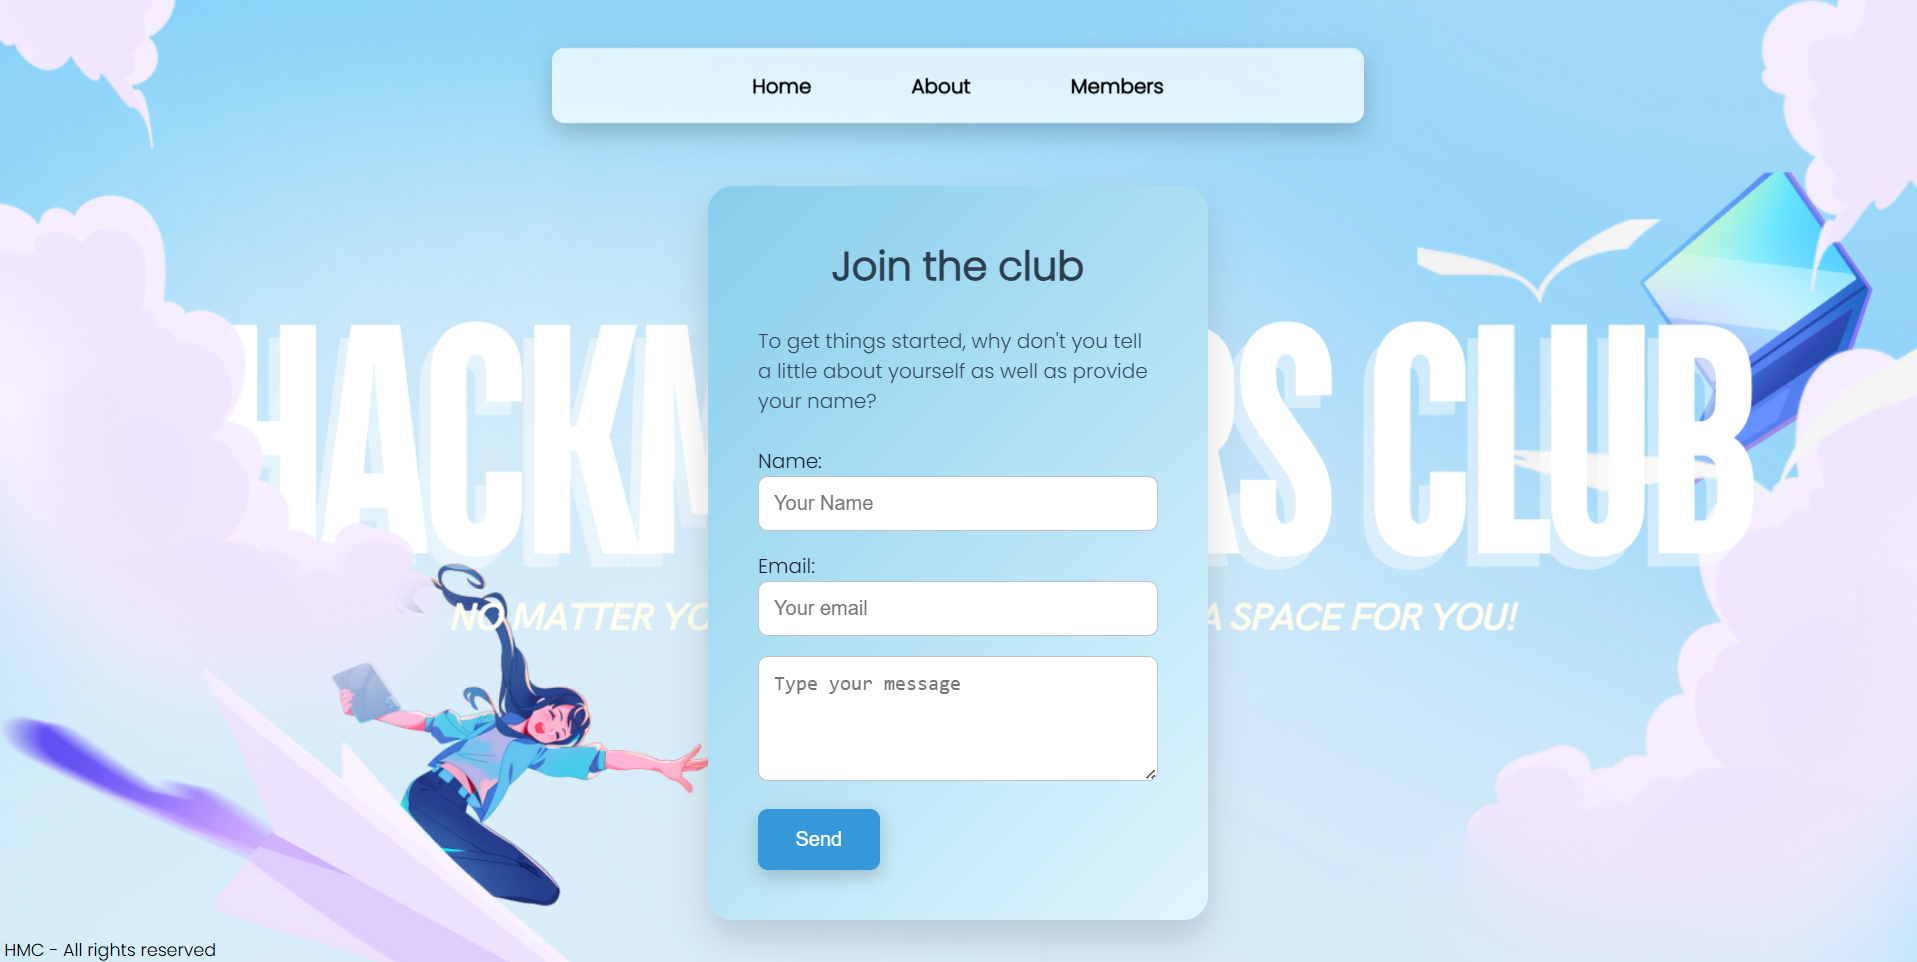 Home About Members
Join the club
To get things started, why don't you tell
a little about yourself as well as provide
your name?
HACKM RS CLUB
Name:
Your Name
Email:
Your email
NO MATTER YO A SPACE FOR YOU!
Type your message
Send
HMC - All rights reserved